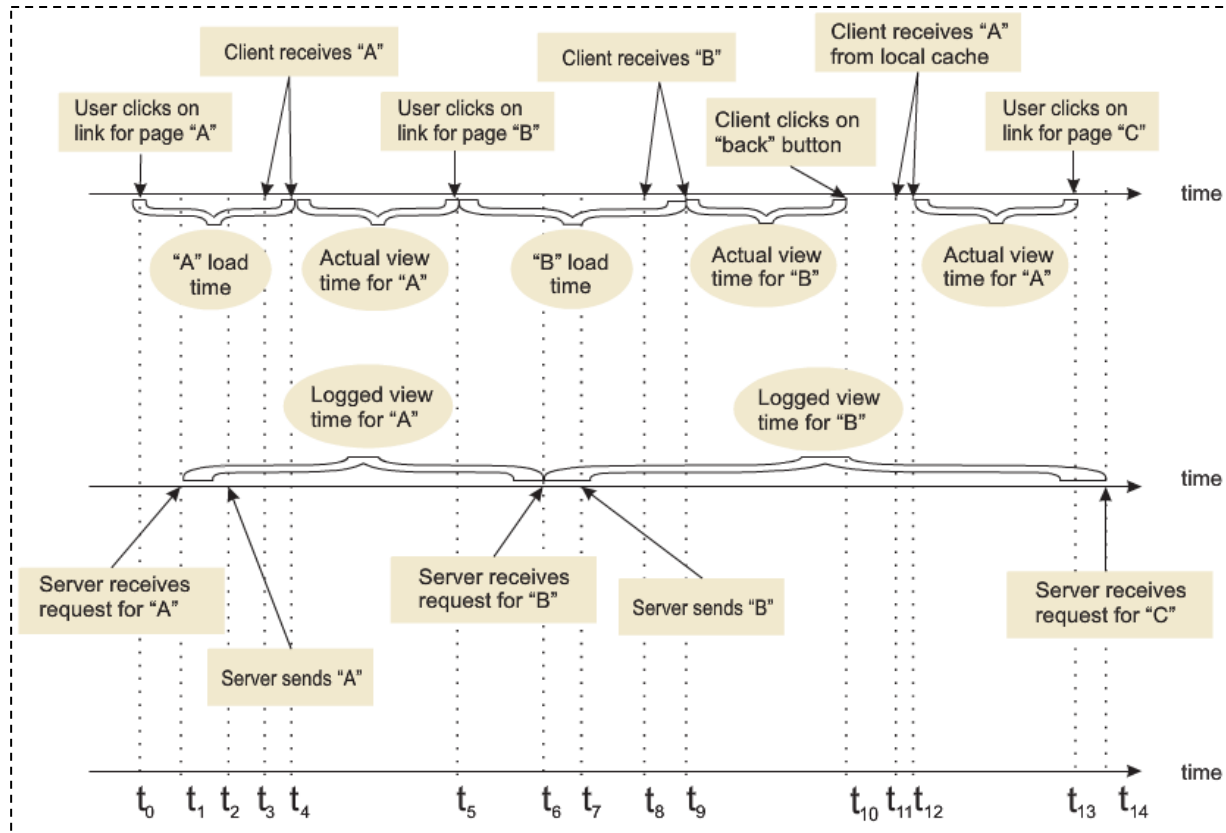 Client receives “A”
Client receives “B”
Client receives “A”
from local cache
User clicks on
link for page “A”
User clicks on
link for page “B”
Client clicks on
“back” button
User clicks on
link for page “C”
time
“A” load
time
Actual view
time for “A”
“B” load
time
Actual view
time for “B”
Actual view
time for “A”
Logged view
time for “A”
Logged view
time for “B”
time
Server receives
request for “A”
Server sends “A”
Server receives
request for “B”
Server sends “B”
Server receives
request for “C”
time
t0 t1 t2 t3 t4 t5 t6 t7 t8 t9 t10 t11 t12 t13 t14